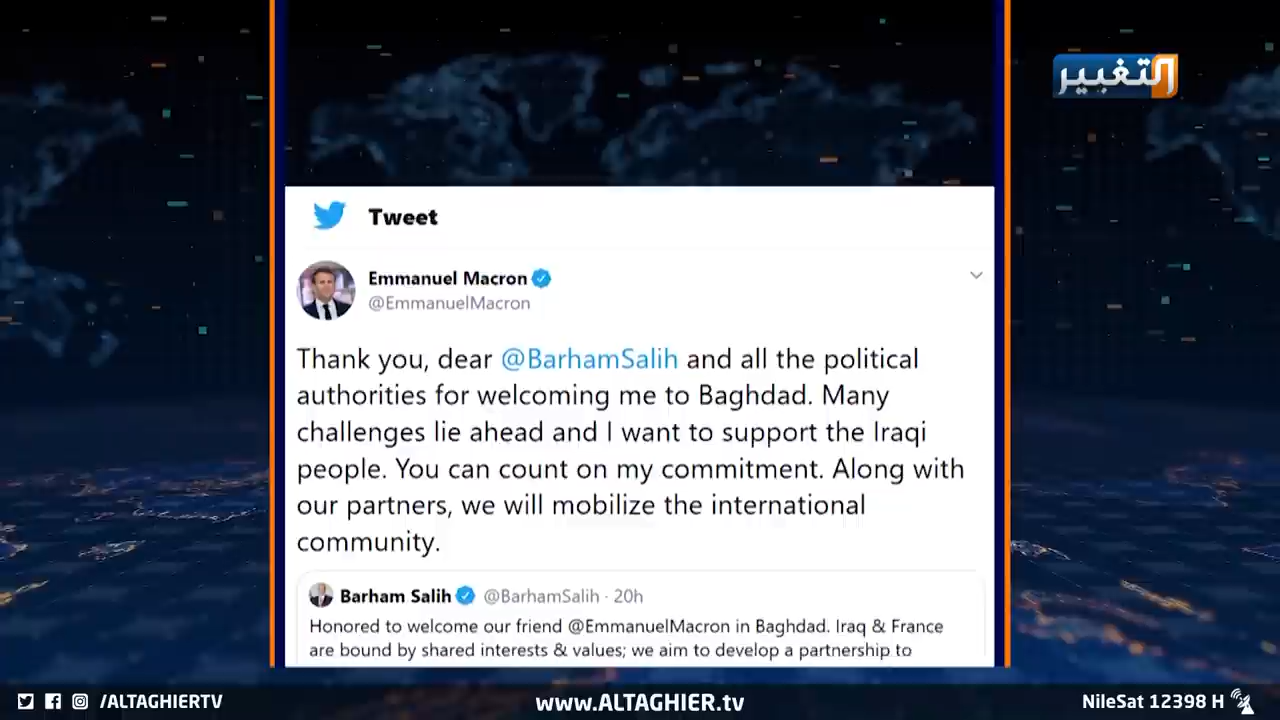 التغيير
Tweet
Emmanuel Macron
@EmmanuelMacron
Thank you, dear @BarhamSalih and all the political
authorities for welcoming me to Baghdad. Many
challenges lie ahead and I want to support the Iraqi
people. You can count on my commitment. Along with
our partners, we will mobilize the international
community.
Barham Salih @BarhamSalih · 20h
Honored to welcome our friend @EmmanuelMacron in Baghdad. Iraq & France
are bound by shared interests & values; we aim to develop a partnership to
/ALTAGHIERTV
www.ALTAGHIER.tv
NileSat 12398 H